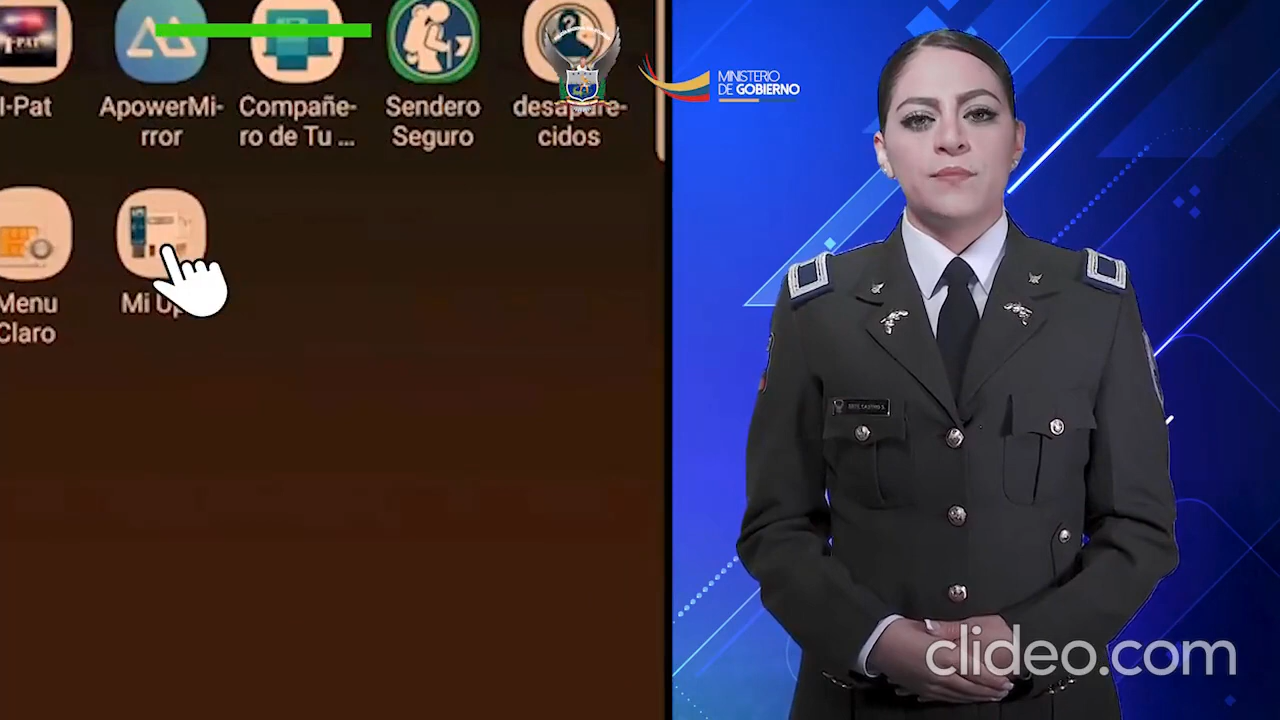 I-PAT
I-Pat
ApowerMi-
rror
Compañe-
ro de Tu ...
Sendero
Seguro
desapare-
cidos
MINISTERIO
DE GOBIERNO
Menu
Claro
Mi Up
clideo.com